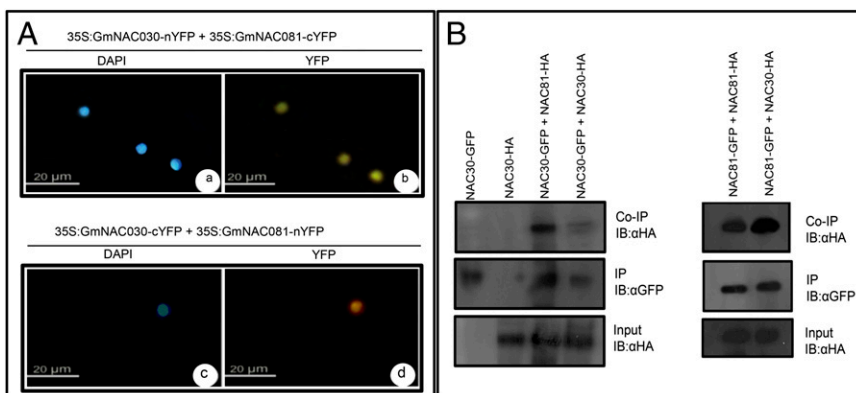 A
35S:GmNAC030-nYFP + 35S:GmNAC081-cYFP
DAPI
YFP
20 µm
a
20 µm
b
35S:GmNAC030-cYFP + 35S:GmNAC081-nYFP
DAPI
YFP
20 µm
c
20 µm
d
B
NAC30-GFP
NAC30-HA
NAC30-GFP + NAC81-HA
NAC30-GFP + NAC30-HA
Co-IP
IB:αHA
IP
IB:αGFP
Input
IB:αHA
NAC81-GFP + NAC81-HA
NAC81-GFP + NAC30-HA
Co-IP
IB:αHA
IP
IB:αGFP
Input
IB:αHA